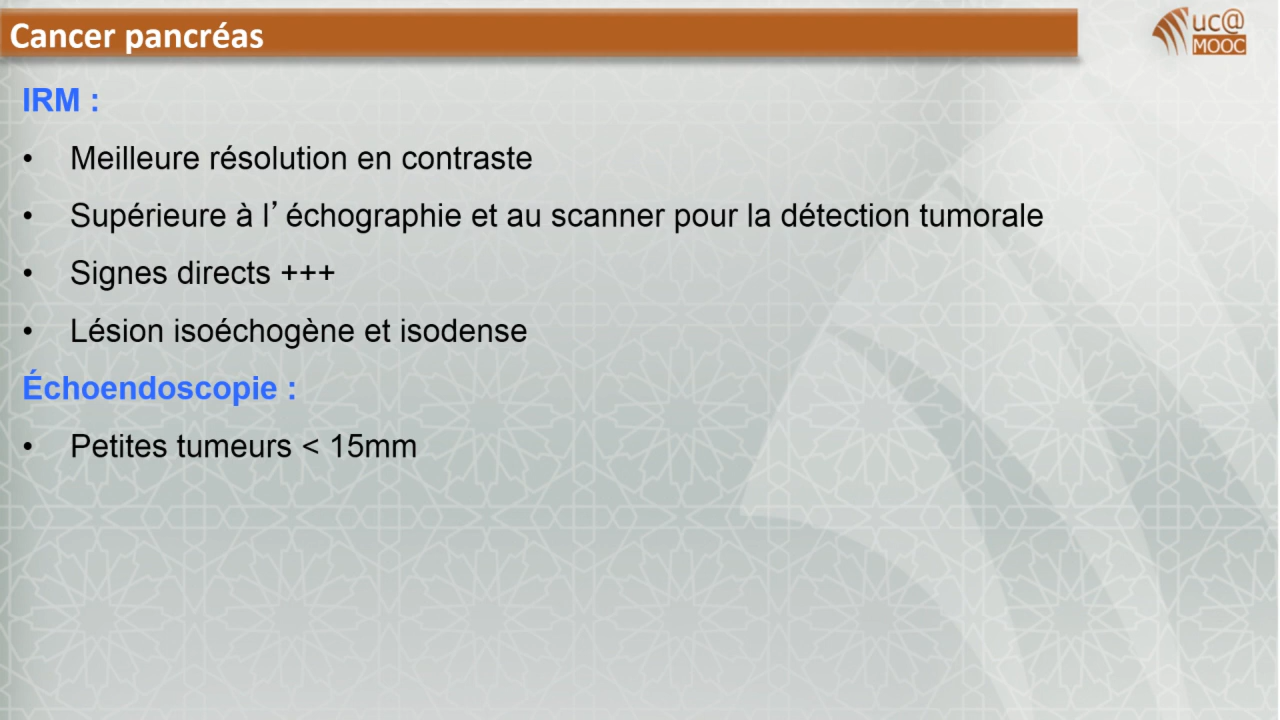 Cancer pancréas
uc@
MOOC
IRM :
• Meilleure résolution en contraste
• Supérieure à l’échographie et au scanner pour la détection tumorale
• Signes directs +++
• Lésion isoéchogène et isodense
Échoendoscopie :
• Petites tumeurs < 15mm